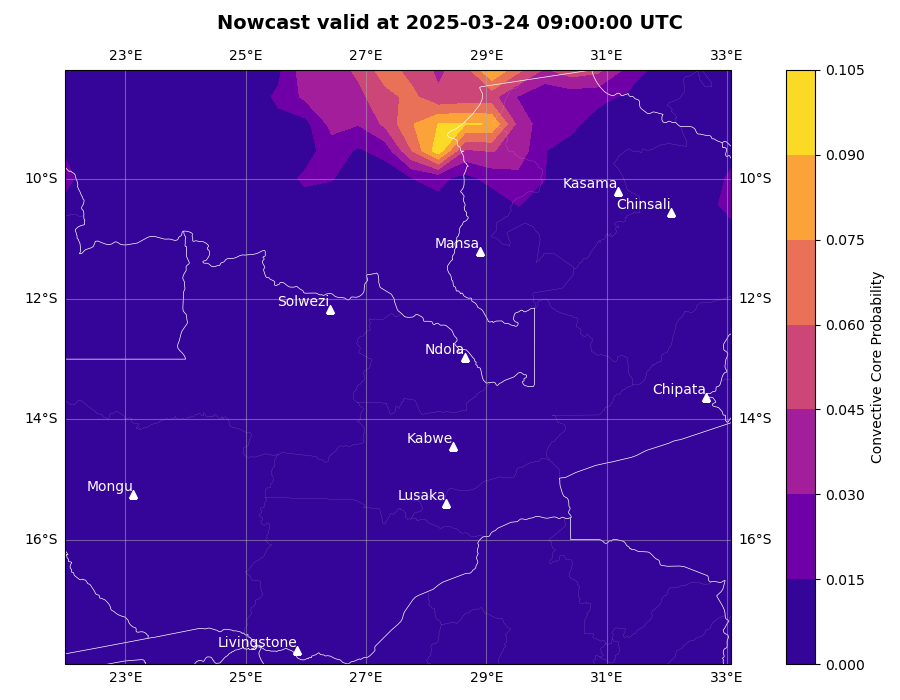 Nowcast valid at 2025-03-24 09:00:00 UTC
23°E 25°E 27°E 29°E 31°E 33°E
0.105
0.090
10°S 10°S
Kasama
Chinsali
0.075
Mansa
12°S 12°S
Solwezi
0.060
Ndola
Chipata
0.045
14°S 14°S
Kabwe
Mongu
Lusaka
0.030
16°S 16°S
0.015
Livingstone
0.000
23°E 25°E 27°E 29°E 31°E 33°E
Convective Core Probability